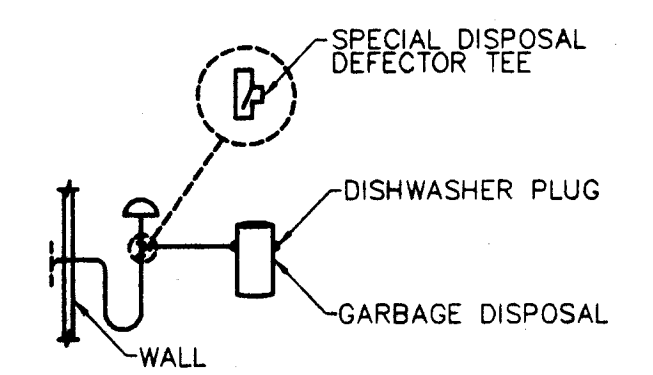 SPECIAL DISPOSAL
DEFECTOR TEE
DISHWASHER PLUG
GARBAGE DISPOSAL
WALL